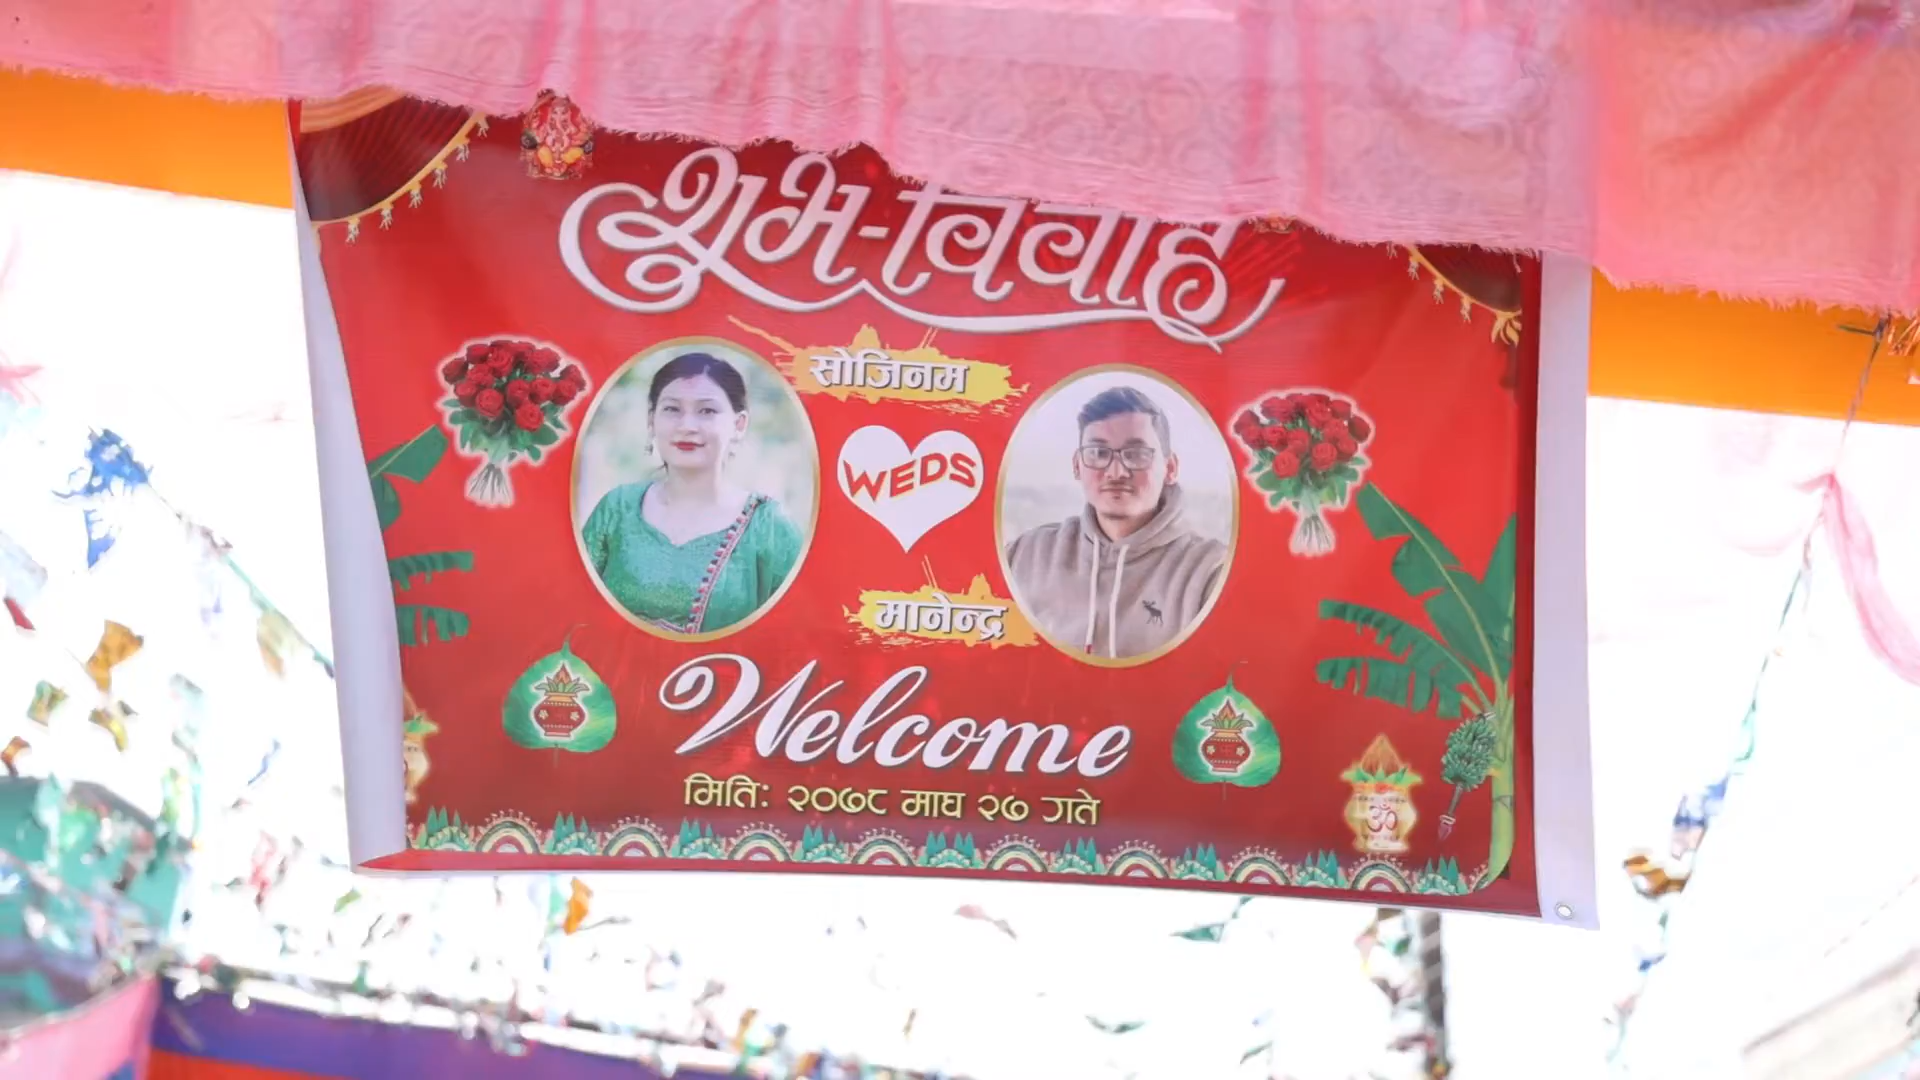 शुभ-विवाह
सोजिनम
WEDS
मानेन्द्र
Welcome
मिति: २०७८ माघ २७ गते
ॐ